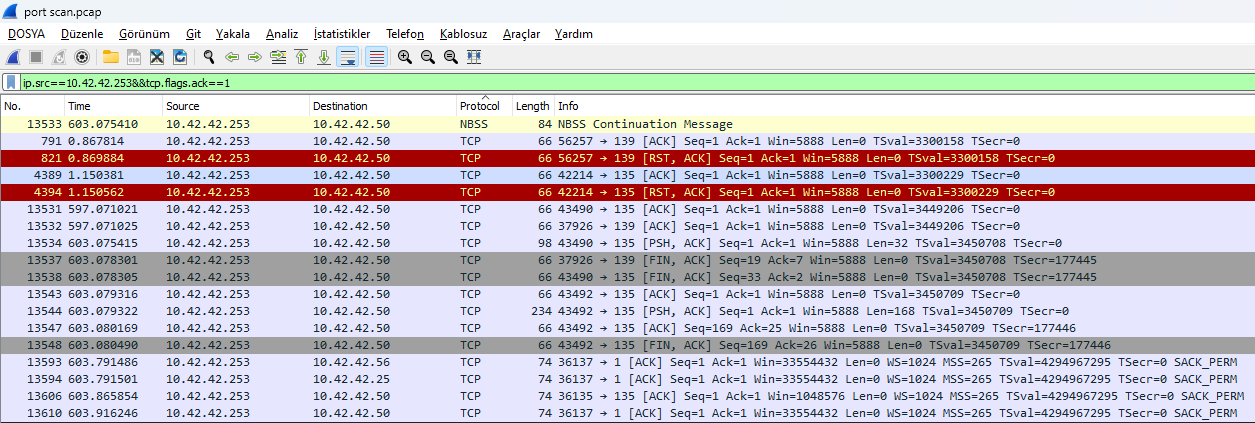 port scan.pcap
DOSYA Düzenle Görünüm Git Yakala Analiz İstatistikler Telefon Kablosuz Araçlar Yardım
ip.src==10.42.42.253&&tcp.flags.ack==1
No. Time Source Destination Protocol Length Info
13533 603.075410 10.42.42.253 10.42.42.50 NBSS 84 NBSS Continuation Message
791 0.867814 10.42.42.253 10.42.42.50 TCP 66 56257 → 139 [ACK] Seq=1 Ack=1 Win=5888 Len=0 TSval=3300158 TSecr=0
821 0.869884 10.42.42.253 10.42.42.50 TCP 66 56257 → 139 [RST, ACK] Seq=1 Ack=1 Win=5888 Len=0 TSval=3300158 TSecr=0
4389 1.150381 10.42.42.253 10.42.42.50 TCP 66 42214 → 135 [ACK] Seq=1 Ack=1 Win=5888 Len=0 TSval=3300229 TSecr=0
4394 1.150562 10.42.42.253 10.42.42.50 TCP 66 42214 → 135 [RST, ACK] Seq=1 Ack=1 Win=5888 Len=0 TSval=3300229 TSecr=0
13531 597.071021 10.42.42.253 10.42.42.50 TCP 66 43490 → 135 [ACK] Seq=1 Ack=1 Win=5888 Len=0 TSval=3449206 TSecr=0
13532 597.071025 10.42.42.253 10.42.42.50 TCP 66 37926 → 139 [ACK] Seq=1 Ack=1 Win=5888 Len=0 TSval=3449206 TSecr=0
13534 603.075415 10.42.42.253 10.42.42.50 TCP 98 43490 → 135 [PSH, ACK] Seq=1 Ack=1 Win=5888 Len=32 TSval=3450708 TSecr=0
13537 603.078301 10.42.42.253 10.42.42.50 TCP 66 37926 → 139 [FIN, ACK] Seq=19 Ack=7 Win=5888 Len=0 TSval=3450708 TSecr=177445
13538 603.078305 10.42.42.253 10.42.42.50 TCP 66 43490 → 135 [FIN, ACK] Seq=33 Ack=2 Win=5888 Len=0 TSval=3450708 TSecr=177445
13543 603.079316 10.42.42.253 10.42.42.50 TCP 66 43492 → 135 [ACK] Seq=1 Ack=1 Win=5888 Len=0 TSval=3450709 TSecr=0
13544 603.079322 10.42.42.253 10.42.42.50 TCP 234 43492 → 135 [PSH, ACK] Seq=1 Ack=1 Win=5888 Len=168 TSval=3450709 TSecr=0
13547 603.080169 10.42.42.253 10.42.42.50 TCP 66 43492 → 135 [ACK] Seq=169 Ack=25 Win=5888 Len=0 TSval=3450709 TSecr=177446
13548 603.080490 10.42.42.253 10.42.42.50 TCP 66 43492 → 135 [FIN, ACK] Seq=169 Ack=26 Win=5888 Len=0 TSval=3450709 TSecr=177446
13593 603.791486 10.42.42.253 10.42.42.56 TCP 74 36137 → 1 [ACK] Seq=1 Ack=1 Win=33554432 Len=0 WS=1024 MSS=265 TSval=4294967295 TSecr=0 SACK_PERM
13594 603.791501 10.42.42.253 10.42.42.25 TCP 74 36137 → 1 [ACK] Seq=1 Ack=1 Win=33554432 Len=0 WS=1024 MSS=265 TSval=4294967295 TSecr=0 SACK_PERM
13606 603.865854 10.42.42.253 10.42.42.50 TCP 74 36135 → 135 [ACK] Seq=1 Ack=1 Win=1048576 Len=0 WS=1024 MSS=265 TSval=4294967295 TSecr=0 SACK_PERM
13610 603.916246 10.42.42.253 10.42.42.50 TCP 74 36137 → 1 [ACK] Seq=1 Ack=1 Win=33554432 Len=0 WS=1024 MSS=265 TSval=4294967295 TSecr=0 SACK_PERM